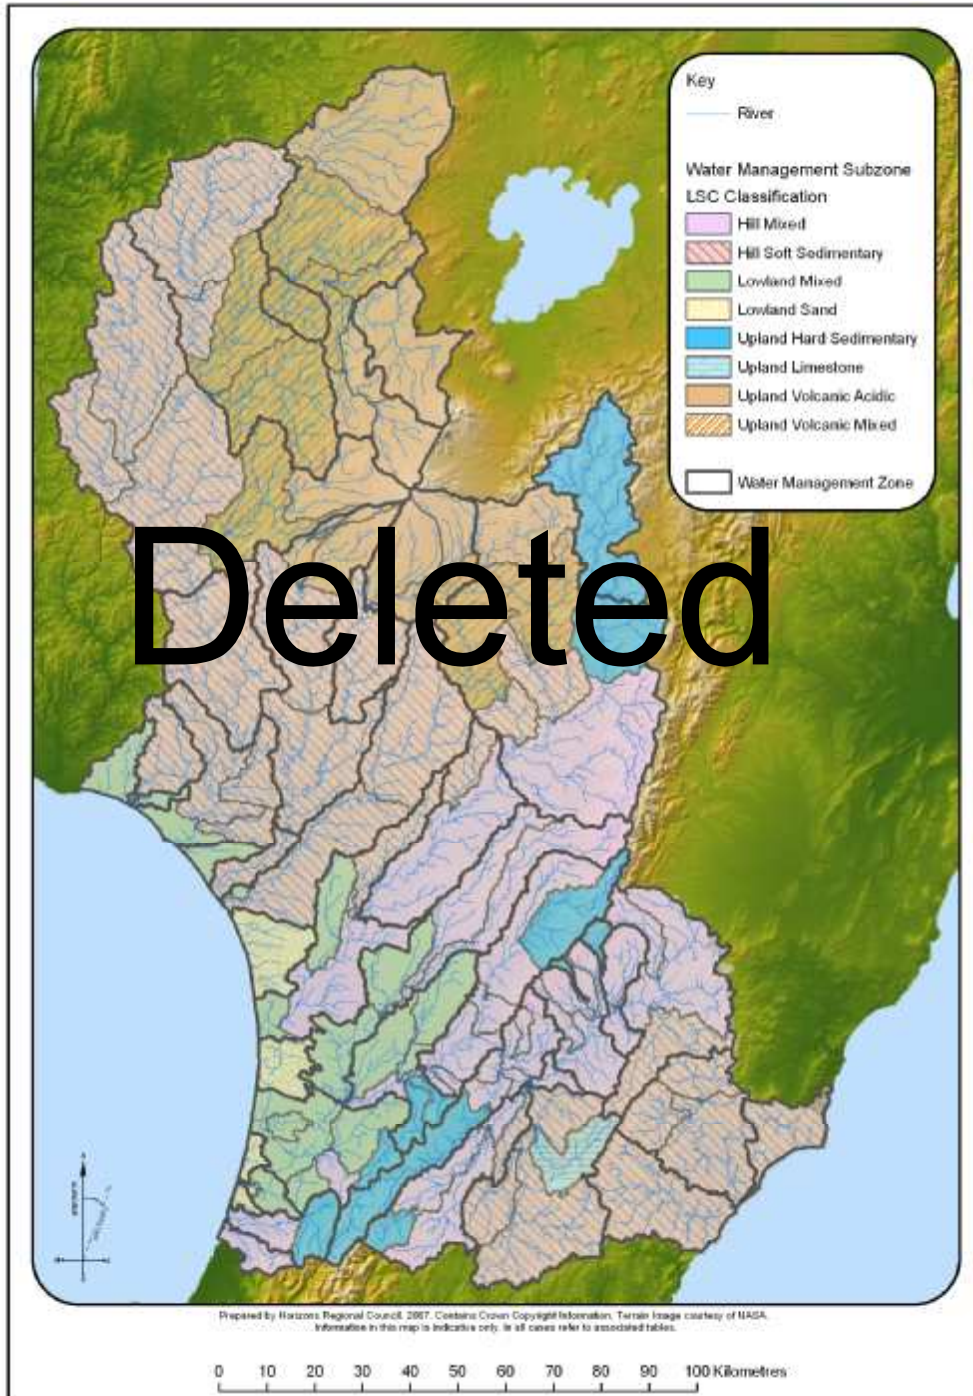 Key
River
Water Management Subzone
LSC Classification
Hill Mixed
Hill Soft Sedimentary
Lowland Mixed
Lowland Sand
Upland Hard Sedimentary
Upland Limestone
Upland Volcanic Acidic
Upland Volcanic Mixed
Water Management Zone
Deleted
Prepared by Horizons Regional Council, 2007. Contains Crown Copyright Information. Terrain Image courtesy of NASA.
Information in this map is indicative only. In all cases refer to associated tables.
0 10 20 30 40 50 60 70 80 90 100 Kilometres